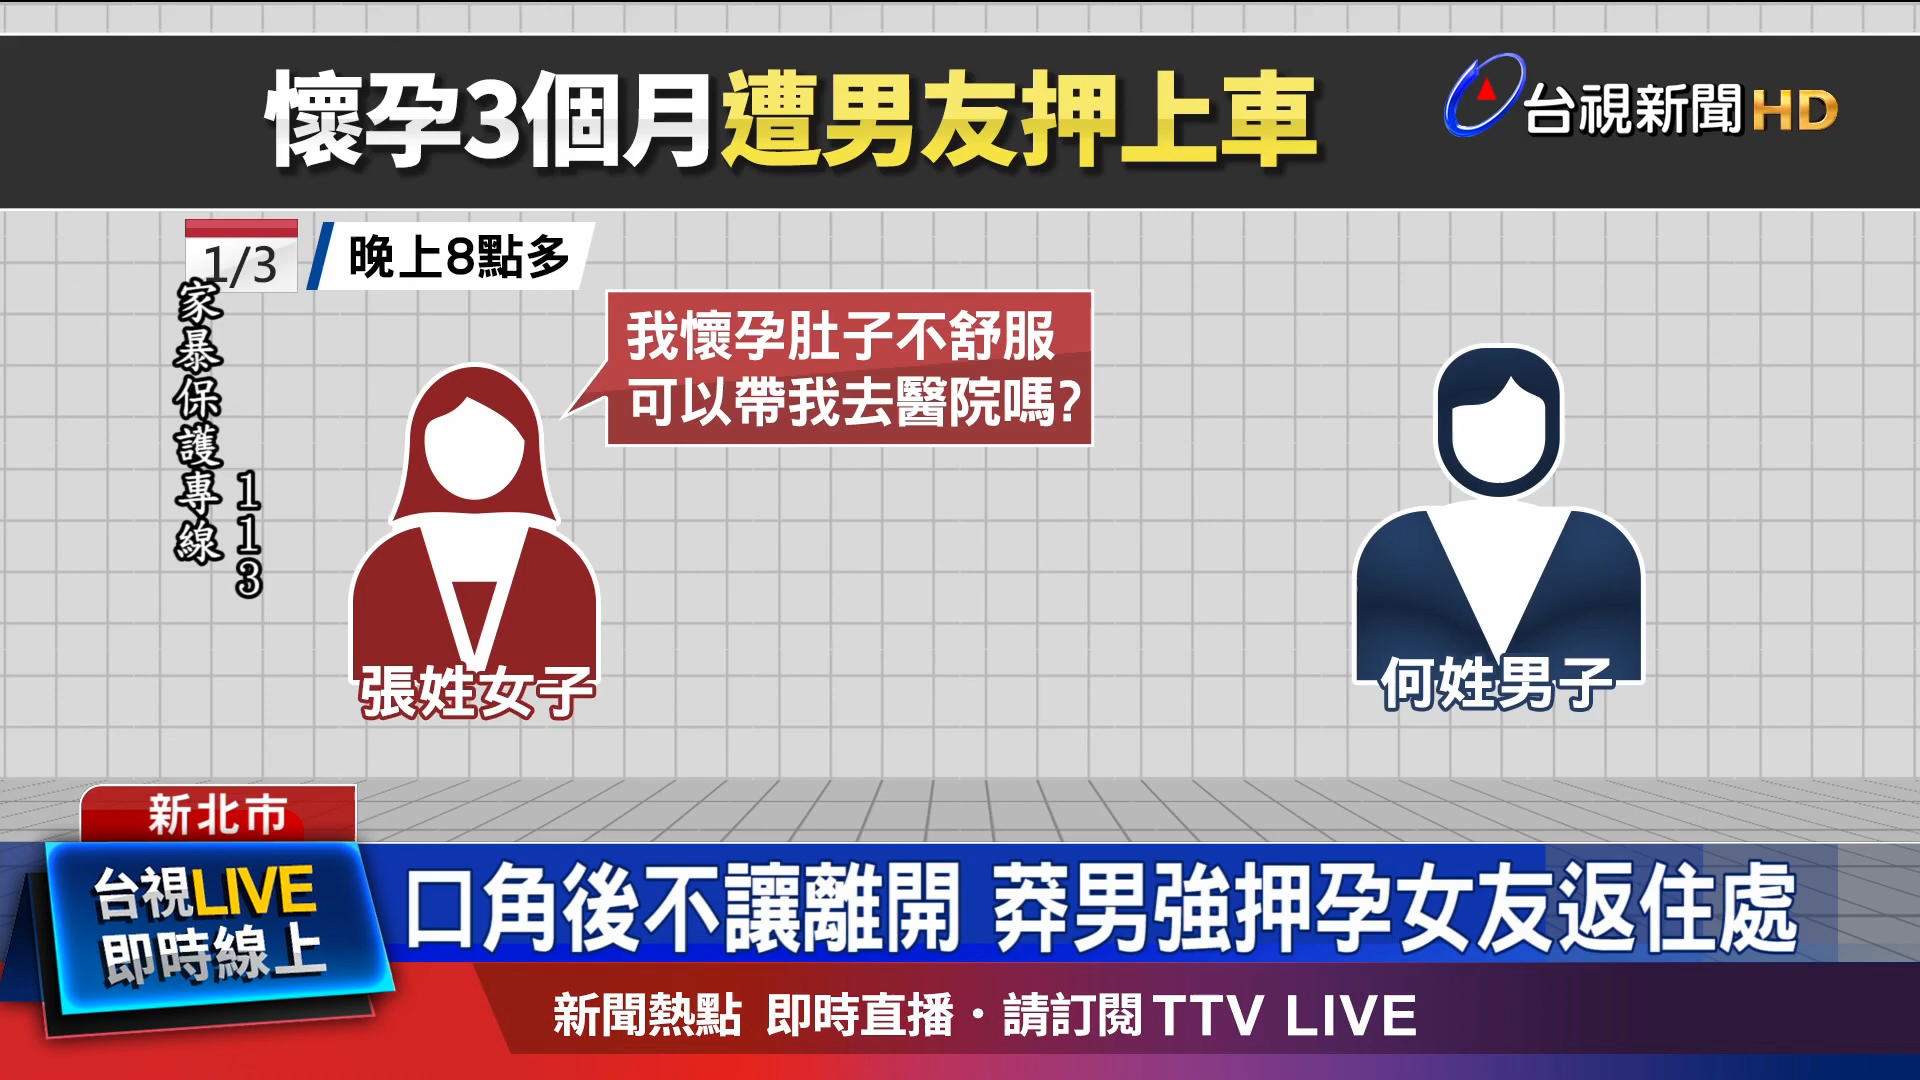 懷孕3個月遭男友押上車
台視新聞HD
1/3
晚上8點多
家暴保護專線
113
我懷孕肚子不舒服
可以帶我去醫院嗎?
張姓女子
何姓男子
新北市
台視LIVE
即時線上
口角後不讓離開 莽男強押孕女友返住處
新聞熱點 即時直播·請訂閱TTV LIVE